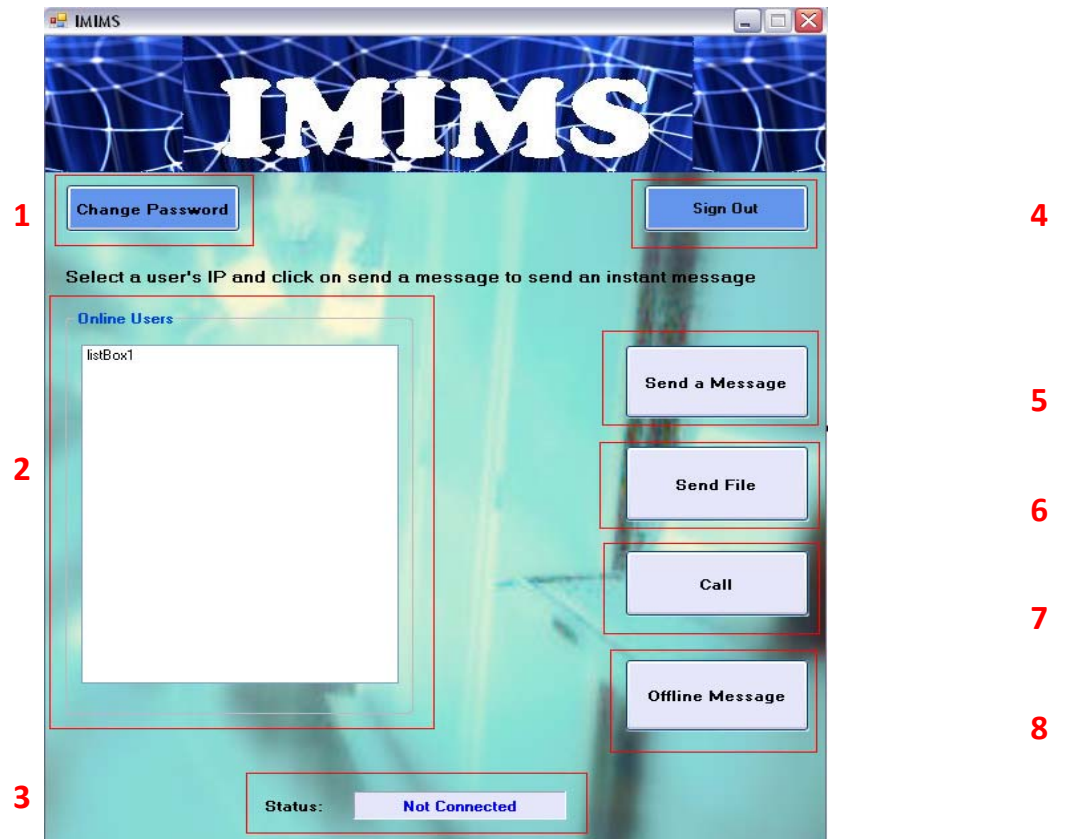 IMIMS
IMIMS
1
Change Password
Sign Out
4
Select a user's IP and click on send a message to send an instant message
Online Users
listBox1
Send a Message
5
2
Send File
6
Call
7
Offline Message
8
3
Status:
Not Connected